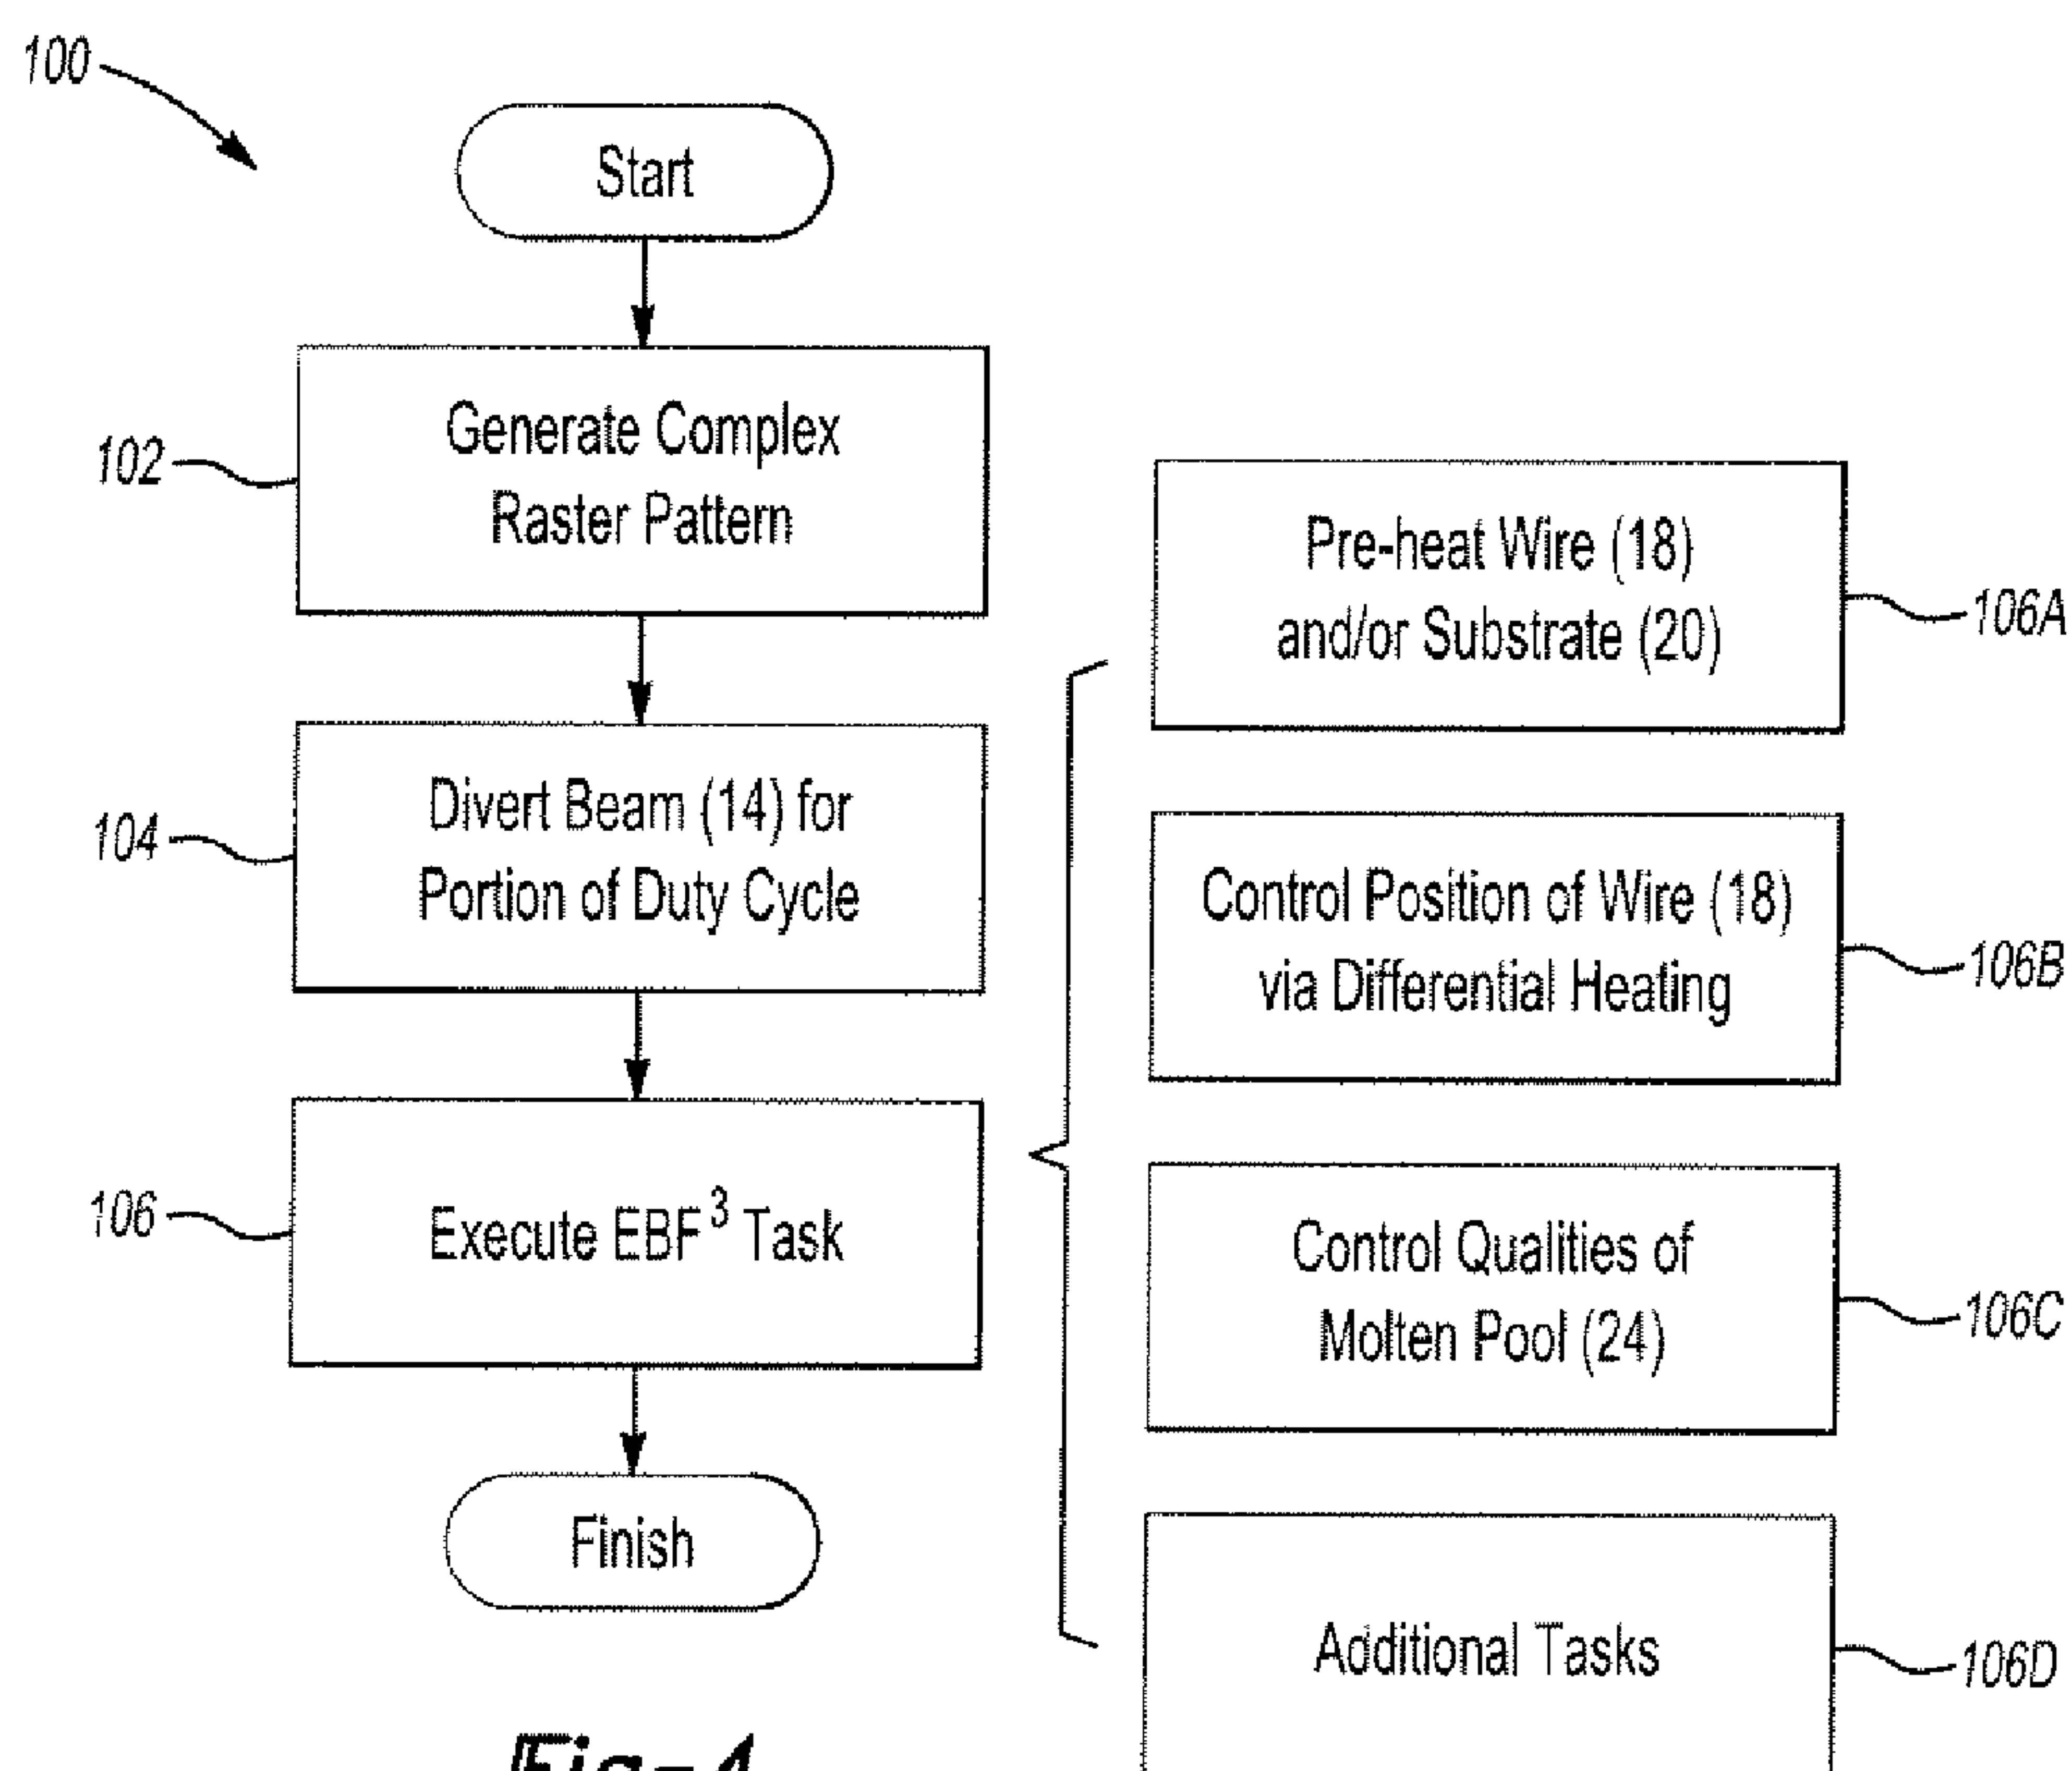 100
Start
102
Generate Complex
Raster Pattern
104
Divert Beam (14) for
Portion of Duty Cycle
106
Execute EBF³ Task
Finish
Pre-heat Wire (18)
and/or Substrate (20)
106A
Control Position of Wire (18)
via Differential Heating
106B
Control Qualities of
Molten Pool (24)
106C
Additional Tasks
106D
Fig-4